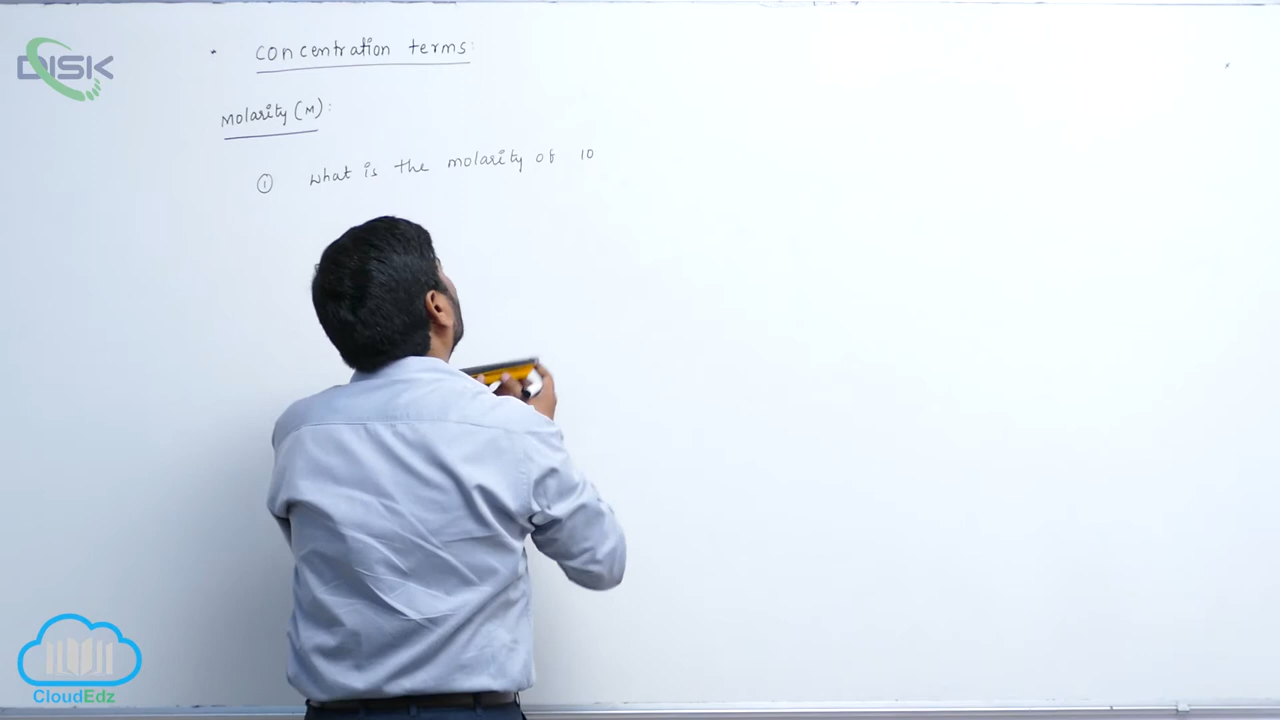 DISK
• Concentration terms:
Molarity (M):
① What is the molarity of 10
CloudEdz